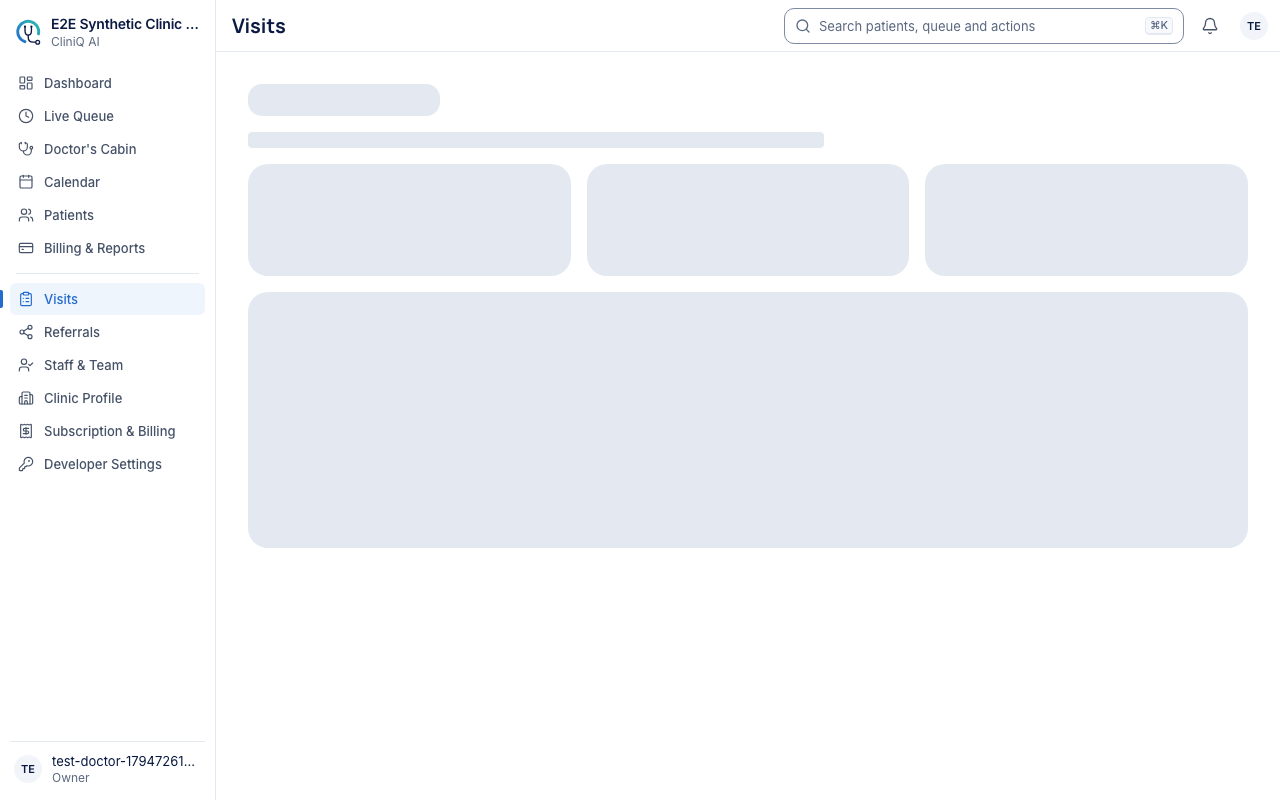 E2E Synthetic Clinic ...
CliniQ AI
Dashboard
Live Queue
Doctor's Cabin
Calendar
Patients
Billing & Reports
Visits
Referrals
Staff & Team
Clinic Profile
Subscription & Billing
Developer Settings
TE
test-doctor-17947261...
Owner
Visits
Search patients, queue and actions
⌘K
TE